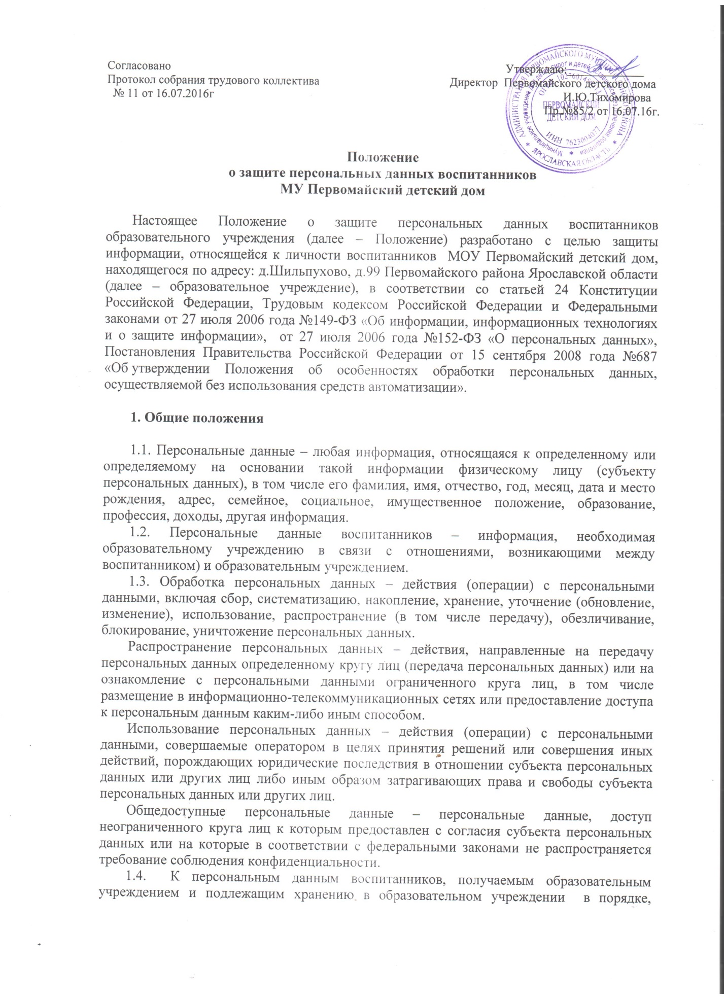 Согласовано
Протокол собрания трудового коллектива
№ 11 от 16.07.2016г
Утверждаю:
Директор Первомайского детского дома
И.Ю.Тихомирова
Пр.№85/2 от 16.07.16г.
ПЕРВОМАЙСКИЙ
ДЕТСКИЙ ДОМ
ИНН 7623004077
ЯРОСЛАВСКАЯ ОБЛАСТЬ
Положение
о защите персональных данных воспитанников
МУ Первомайский детский дом
Настоящее Положение о защите персональных данных воспитанников
образовательного учреждения (далее – Положение) разработано с целью защиты
информации, относящейся к личности воспитанников МОУ Первомайский детский дом,
находящегося по адресу: д.Шильпухово, д.99 Первомайского района Ярославской области
(далее – образовательное учреждение), в соответствии со статьей 24 Конституции
Российской Федерации, Трудовым кодексом Российской Федерации и Федеральными
законами от 27 июля 2006 года №149-ФЗ «Об информации, информационных технологиях
и о защите информации», от 27 июля 2006 года №152-ФЗ «О персональных данных»,
Постановления Правительства Российской Федерации от 15 сентября 2008 года №687
«Об утверждении Положения об особенностях обработки персональных данных,
осуществляемой без использования средств автоматизации».
1. Общие положения
1.1. Персональные данные – любая информация, относящаяся к определенному или
определяемому на основании такой информации физическому лицу (субъекту
персональных данных), в том числе его фамилия, имя, отчество, год, месяц, дата и место
рождения, адрес, семейное, социальное, имущественное положение, образование,
профессия, доходы, другая информация.
1.2. Персональные данные воспитанников – информация, необходимая
образовательному учреждению в связи с отношениями, возникающими между
воспитанником) и образовательным учреждением.
1.3. Обработка персональных данных – действия (операции) с персональными
данными, включая сбор, систематизацию, накопление, хранение, уточнение (обновление,
изменение), использование, распространение (в том числе передачу), обезличивание,
блокирование, уничтожение персональных данных.
Распространение персональных данных – действия, направленные на передачу
персональных данных определенному кругу лиц (передача персональных данных) или на
ознакомление с персональными данными ограниченного круга лиц, в том числе
размещение в информационно-телекоммуникационных сетях или предоставление доступа
к персональным данным каким-либо иным способом.
Использование персональных данных – действия (операции) с персональными
данными, совершаемые оператором в целях принятия решений или совершения иных
действий, порождающих юридические последствия в отношении субъекта персональных
данных или других лиц либо иным образом затрагивающих права и свободы субъекта
персональных данных или других лиц.
Общедоступные персональные данные – персональные данные, доступ
неограниченного круга лиц к которым предоставлен с согласия субъекта персональных
данных или на которые в соответствии с федеральными законами не распространяется
требование соблюдения конфиденциальности.
1.4. К персональным данным воспитанников, получаемым образовательным
учреждением и подлежащим хранению в образовательном учреждении в порядке,